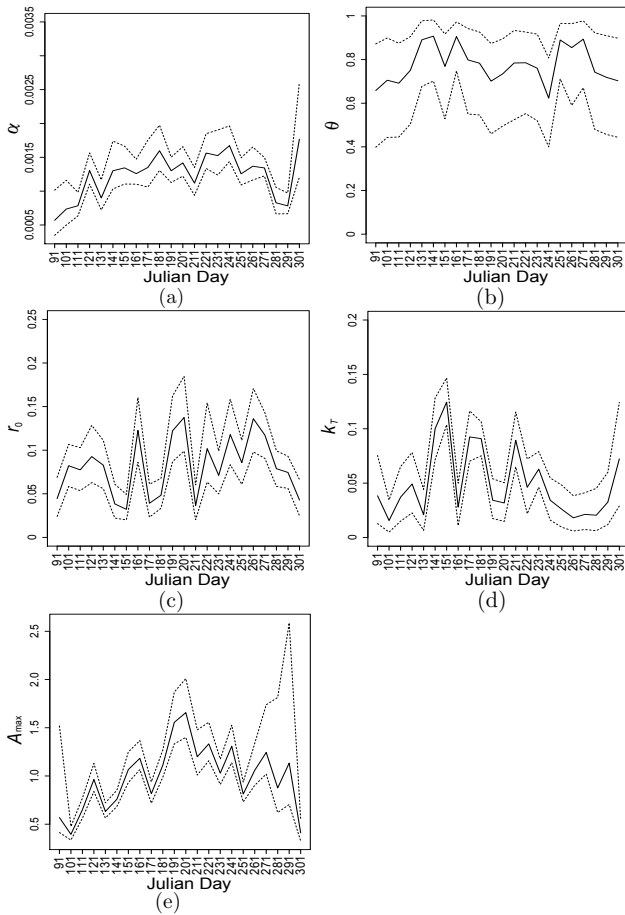 α
0.0005 0.0015 0.0025 0.0035
91 101 111 121 131 141 151 161 171 181 191 201 211 221 231 241 251 261 271 281 291 301
Julian Day
(a)
θ
0 0.2 0.4 0.6 0.8 1
91 101 111 121 131 141 151 161 171 181 191 201 211 221 231 241 251 261 271 281 291 301
Julian Day
(b)
r0
0 0.05 0.1 0.15 0.2 0.25
91 101 111 121 131 141 151 161 171 181 191 201 211 221 231 241 251 261 271 281 291 301
Julian Day
(c)
kT
0 0.05 0.1 0.15 0.2
91 101 111 121 131 141 151 161 171 181 191 201 211 221 231 241 251 261 271 281 291 301
Julian Day
(d)
Amax
0.5 1.0 1.5 2.0 2.5
91 101 111 121 131 141 151 161 171 181 191 201 211 221 231 241 251 261 271 281 291 301
Julian Day
(e)